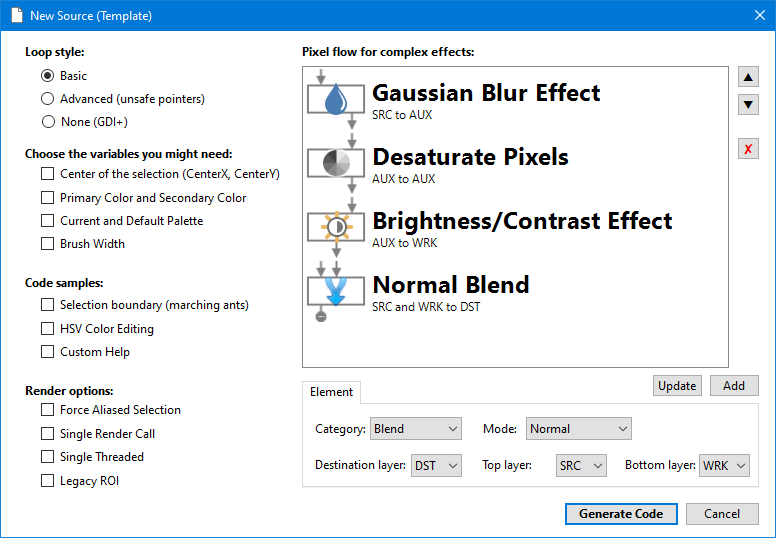 New Source (Template)
Loop style:
Basic
Advanced (unsafe pointers)
None (GDI+)
Choose the variables you might need:
Center of the selection (CenterX, CenterY)
Primary Color and Secondary Color
Current and Default Palette
Brush Width
Code samples:
Selection boundary (marching ants)
HSV Color Editing
Custom Help
Render options:
Force Aliased Selection
Single Render Call
Single Threaded
Legacy ROI
Pixel flow for complex effects:
Gaussian Blur Effect
SRC to AUX
Desaturate Pixels
AUX to AUX
Brightness/Contrast Effect
AUX to WRK
Normal Blend
SRC and WRK to DST
Update Add
Element
Category: Blend Mode: Normal
Destination layer: DST Top layer: SRC Bottom layer: WRK
Generate Code Cancel